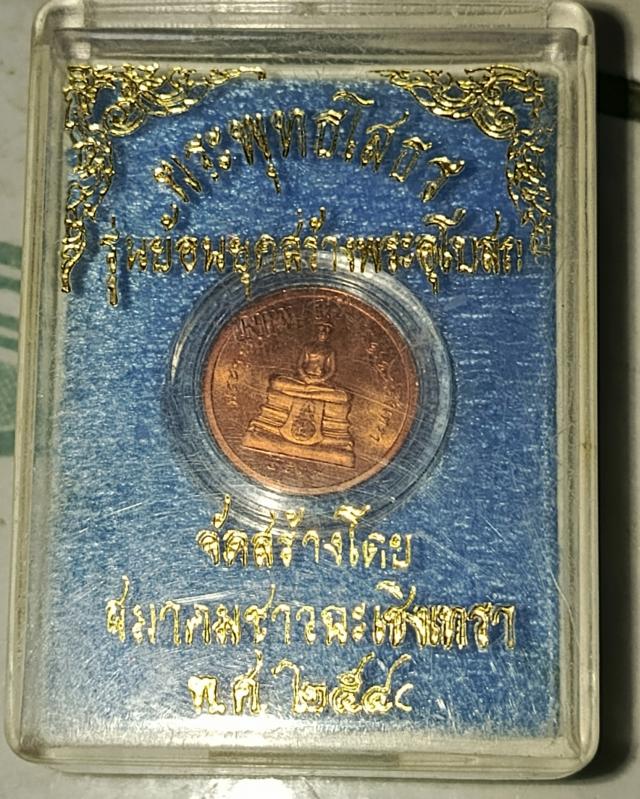 พระพุทธโสธร
รุ่นย้อนยุคสร้างพระอุโบสถ
จัดสร้างโดย
สมาคมชาวฉะเชิงเทรา
พ.ศ. ๒๕๔